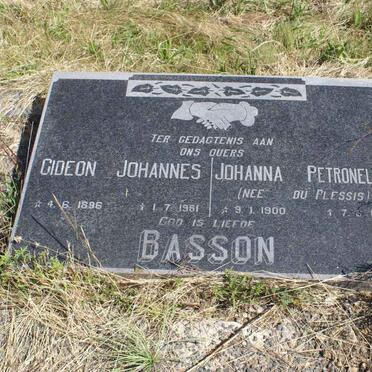 TER GEDAGTENIS AAN
ONS OUERS
GIDEON JOHANNES JOHANNA PETRONEL
(NEE DU PLESSIS)
☆ 4.6.1896 1.7.1961 ☆ 9.1.1900
GOD IS LIEFDE
BASSON